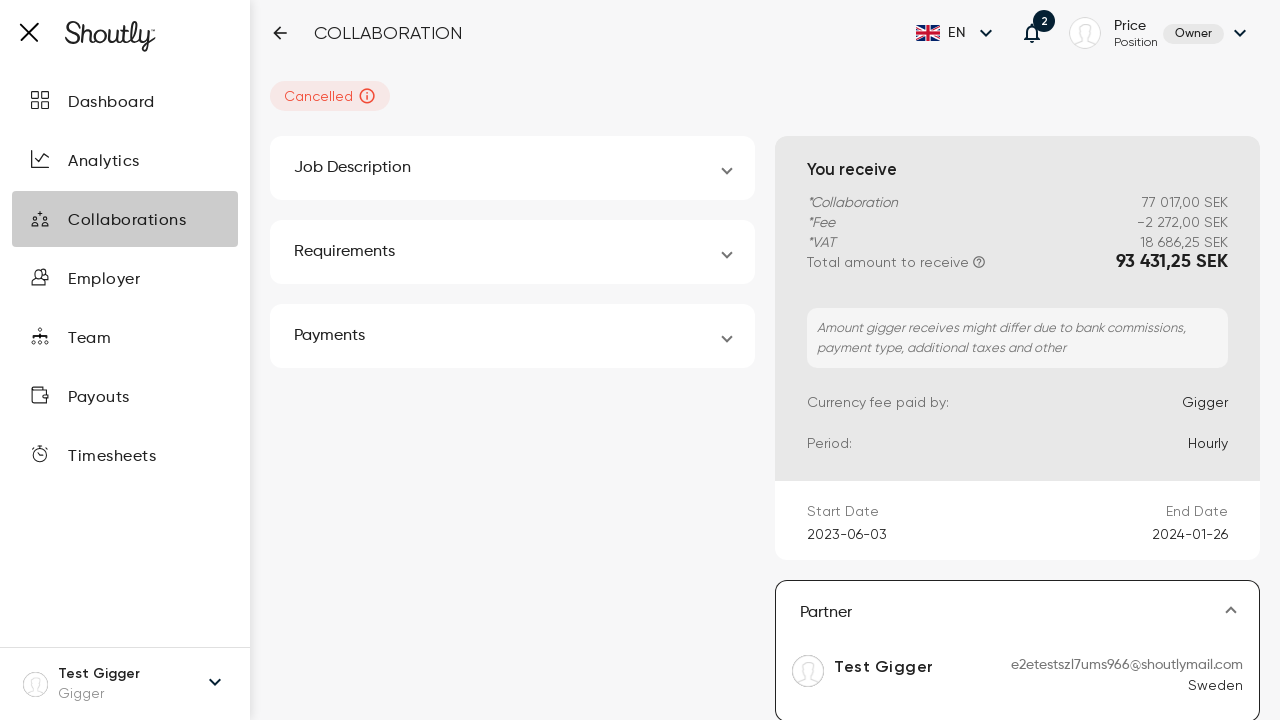 Shoutly
Dashboard
Analytics
Collaborations
Employer
Team
Payouts
Timesheets
Test Gigger
Gigger
COLLABORATION
EN
2
Price
Position
Owner
Cancelled
Job Description
Requirements
Payments
You receive
*Collaboration 77 017,00 SEK
*Fee −2 272,00 SEK
*VAT 18 686,25 SEK
Total amount to receive 93 431,25 SEK
Amount gigger receives might differ due to bank commissions,
payment type, additional taxes and other
Currency fee paid by: Gigger
Period: Hourly
Start Date End Date
2023-06-03 2024-01-26
Partner
Test Gigger e2etestszl7ums966@shoutlymail.com
Sweden